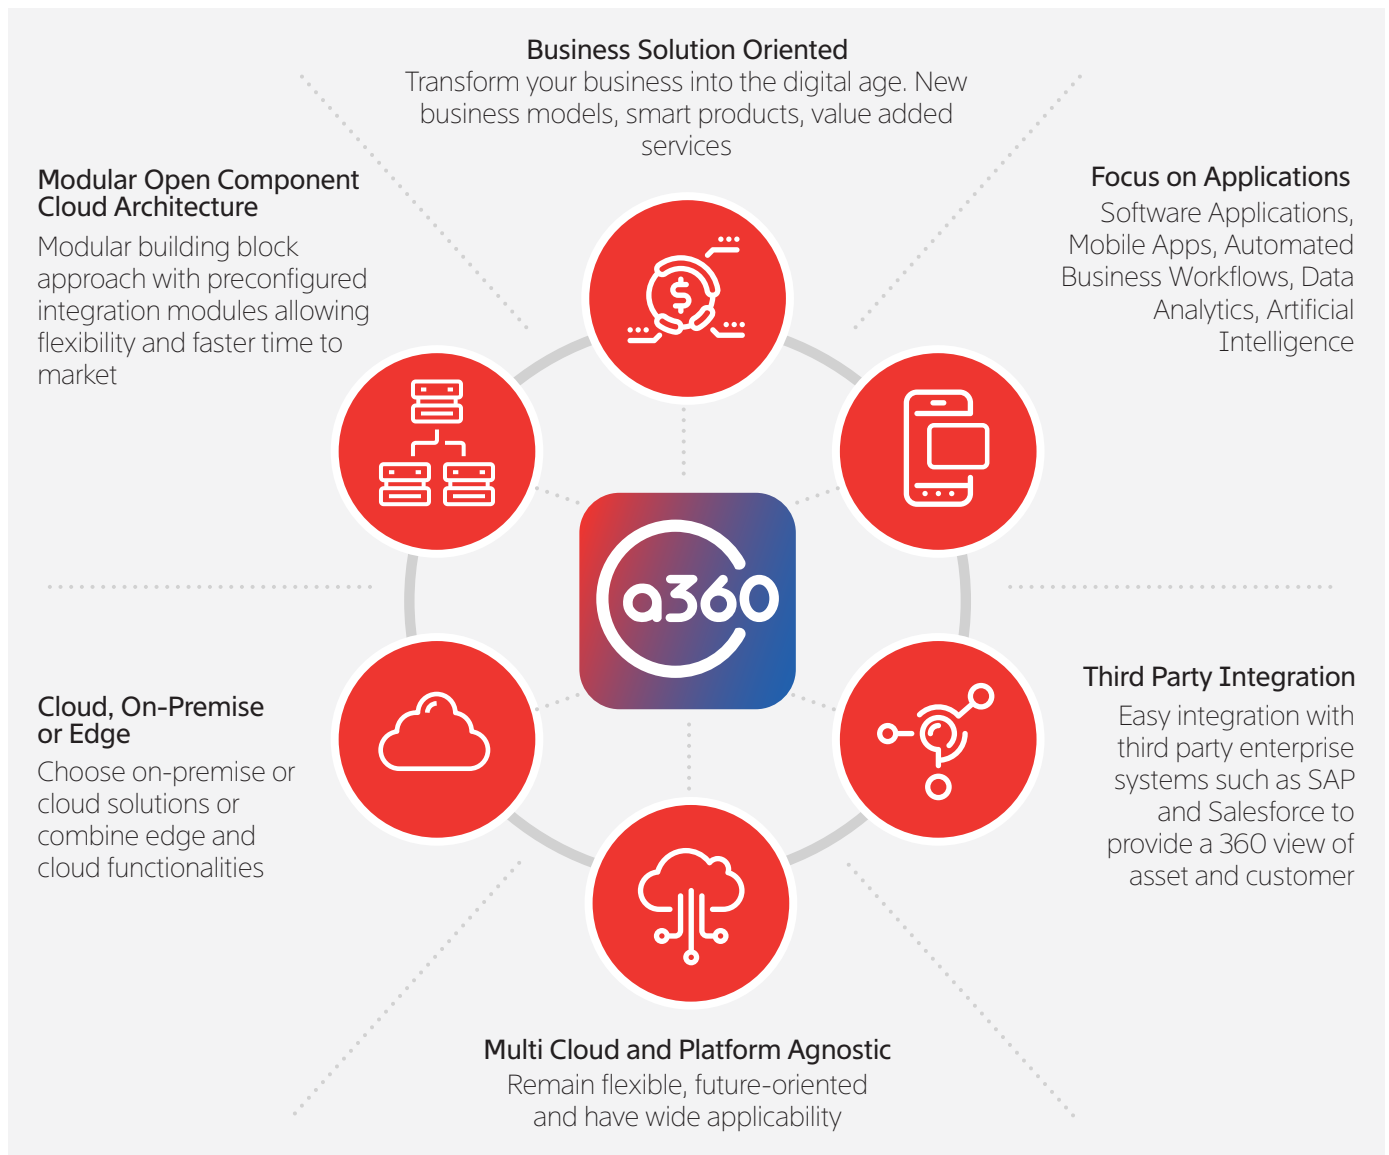 Business Solution Oriented
Transform your business into the digital age. New
business models, smart products, value added
services
Modular Open Component
Cloud Architecture
Modular building block
approach with preconfigured
integration modules allowing
flexibility and faster time to
market
Focus on Applications
Software Applications,
Mobile Apps, Automated
Business Workflows, Data
Analytics, Artificial
Intelligence
$
a360
Cloud, On-Premise
or Edge
Choose on-premise or
cloud solutions or
combine edge and
cloud functionalities
Third Party Integration
Easy integration with
third party enterprise
systems such as SAP
and Salesforce to
provide a 360 view of
asset and customer
Multi Cloud and Platform Agnostic
Remain flexible, future-oriented
and have wide applicability